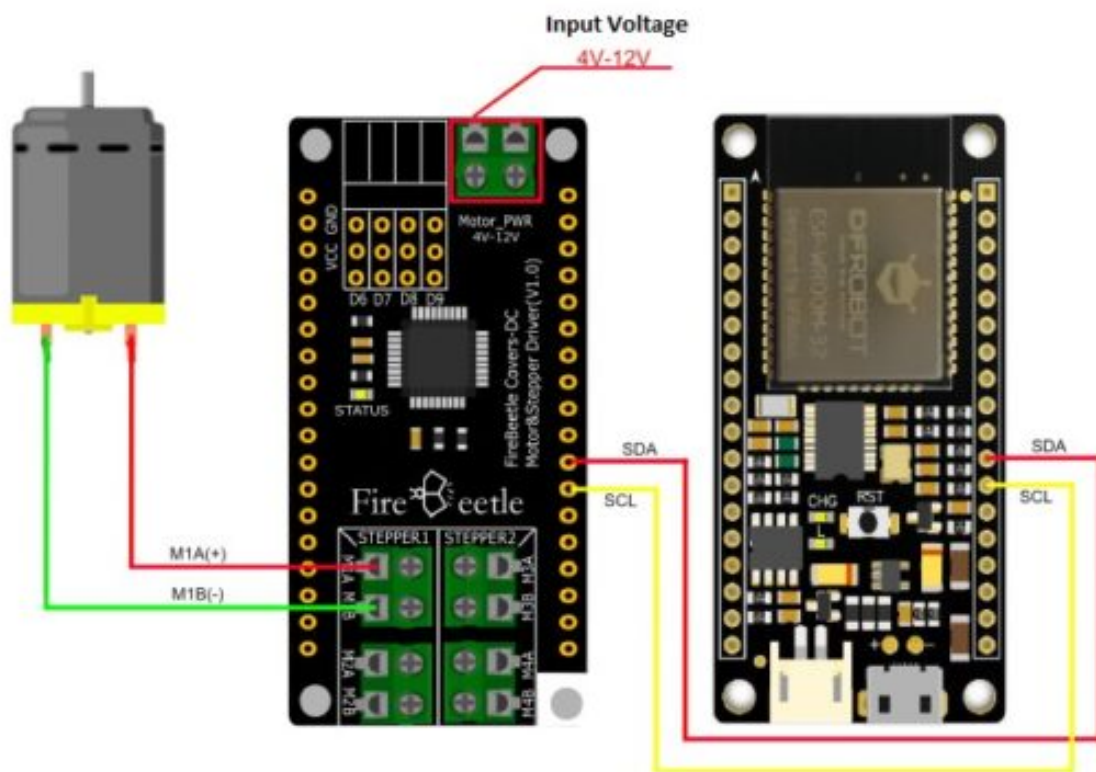 Input Voltage
4V-12V
Motor_PWR
4V-12V
GND
VCC
D6 D7 D8 D9
STATUS
FireBeetle Covers-DC
Motor&Stepper Driver(V1.0)
Fire eetle
STEPPER1
STEPPER2
M1A(+)
M1B(-)
M2A
M2B
M3A
M3B
M4A
M4B
SDA
SCL
DFROBOT
ESP-WROOM-32
CHG
L
RST
SDA
SCL